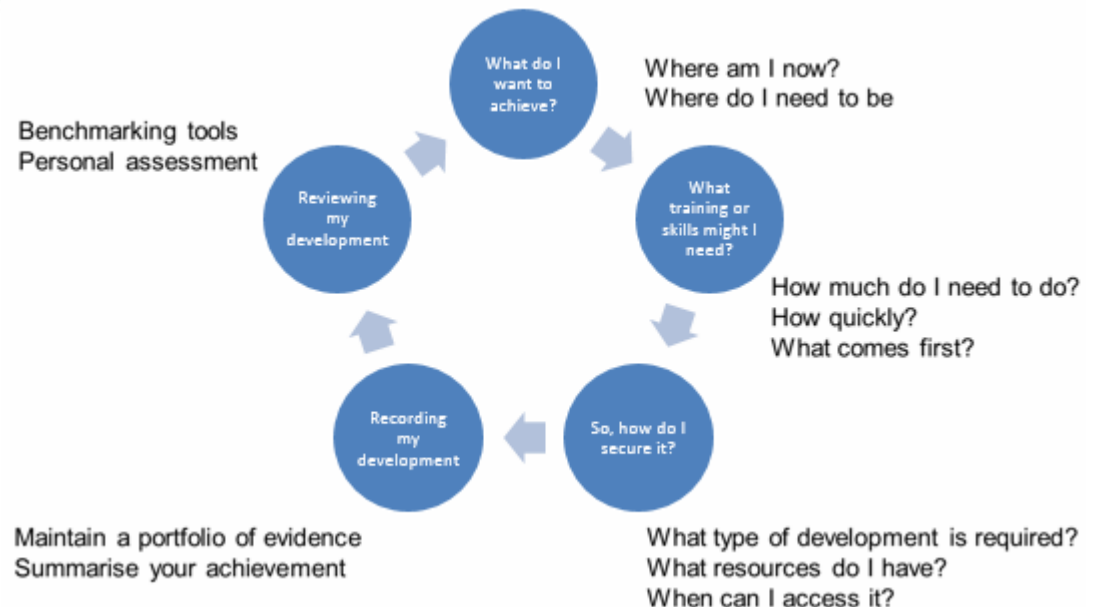 What do I
want to
achieve?
Where am I now?
Where do I need to be
What
training or
skills might I
need?
How much do I need to do?
How quickly?
What comes first?
So, how do I
secure it?
What type of development is required?
What resources do I have?
When can I access it?
Recording
my
development
Maintain a portfolio of evidence
Summarise your achievement
Reviewing
my
development
Benchmarking tools
Personal assessment